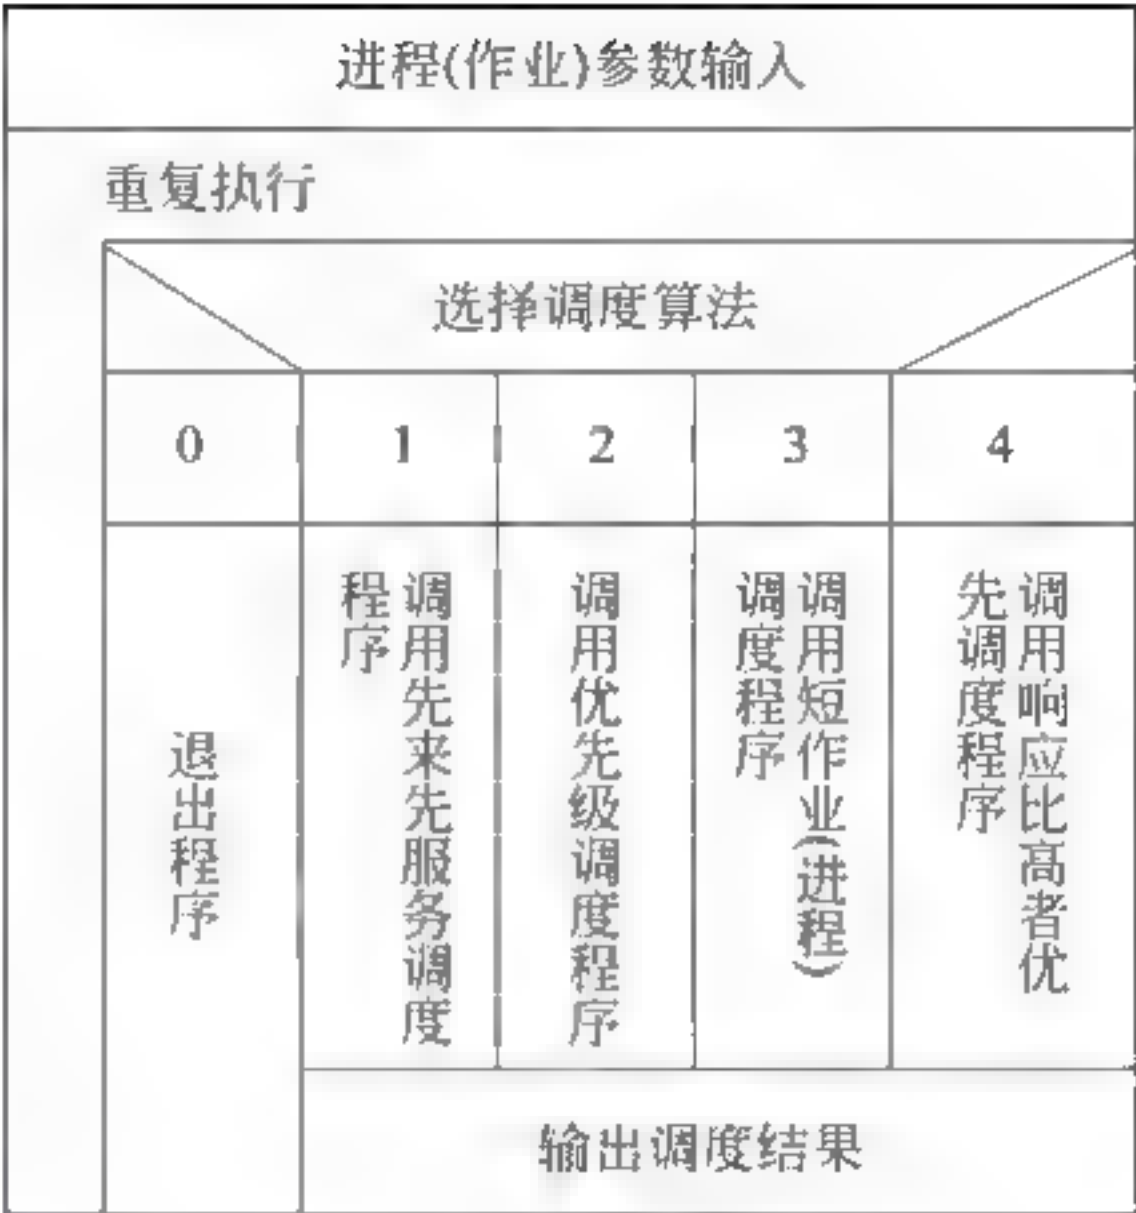 进程(作业)参数输入
重复执行
选择调度算法
0
1
2
3
4
退出程序
调用先来先服务调度
程序
调用优先级调度程序
调用短作业(进程)
调度程序
调用响应比高者优
先调度程序
输出调度结果